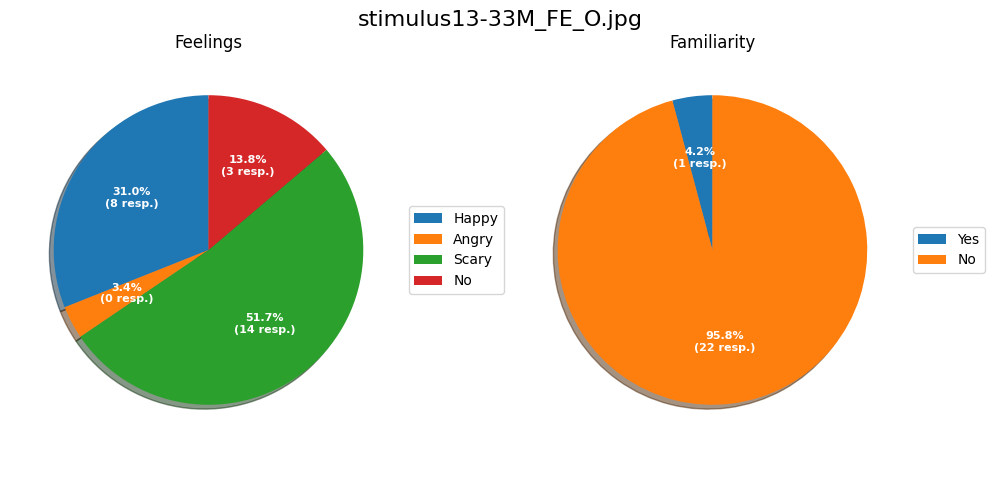 stimulus13-33M_FE_O.jpg
Feelings
31.0%
(8 resp.)
3.4%
(0 resp.)
51.7%
(14 resp.)
13.8%
(3 resp.)
Happy
Angry
Scary
No
Familiarity
4.2%
(1 resp.)
95.8%
(22 resp.)
Yes
No